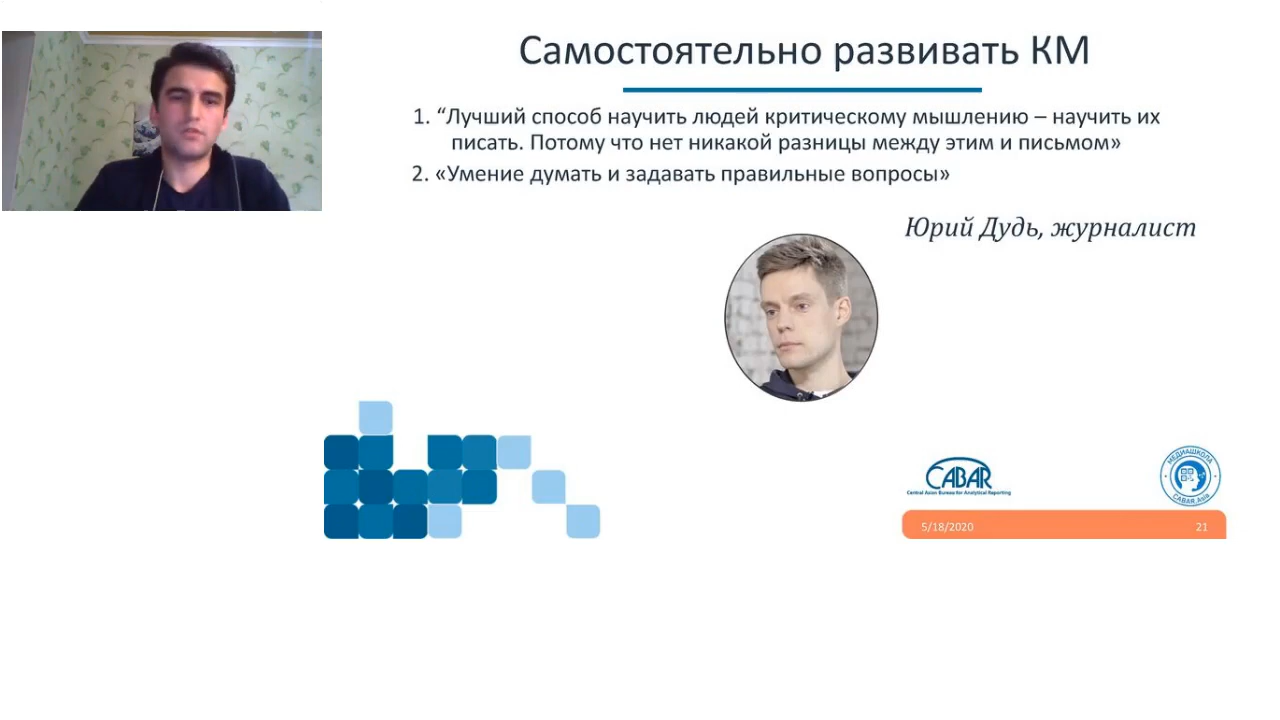 Самостоятельно развивать КМ
1. “Лучший способ научить людей критическому мышлению – научить их
писать. Потому что нет никакой разницы между этим и письмом»
2. «Умение думать и задавать правильные вопросы»
Юрий Дудь, журналист
CABAR
Central Asian Bureau for Analytical Reporting
МЕДИАШКОЛА
CABAR.Asia
5/18/2020
21